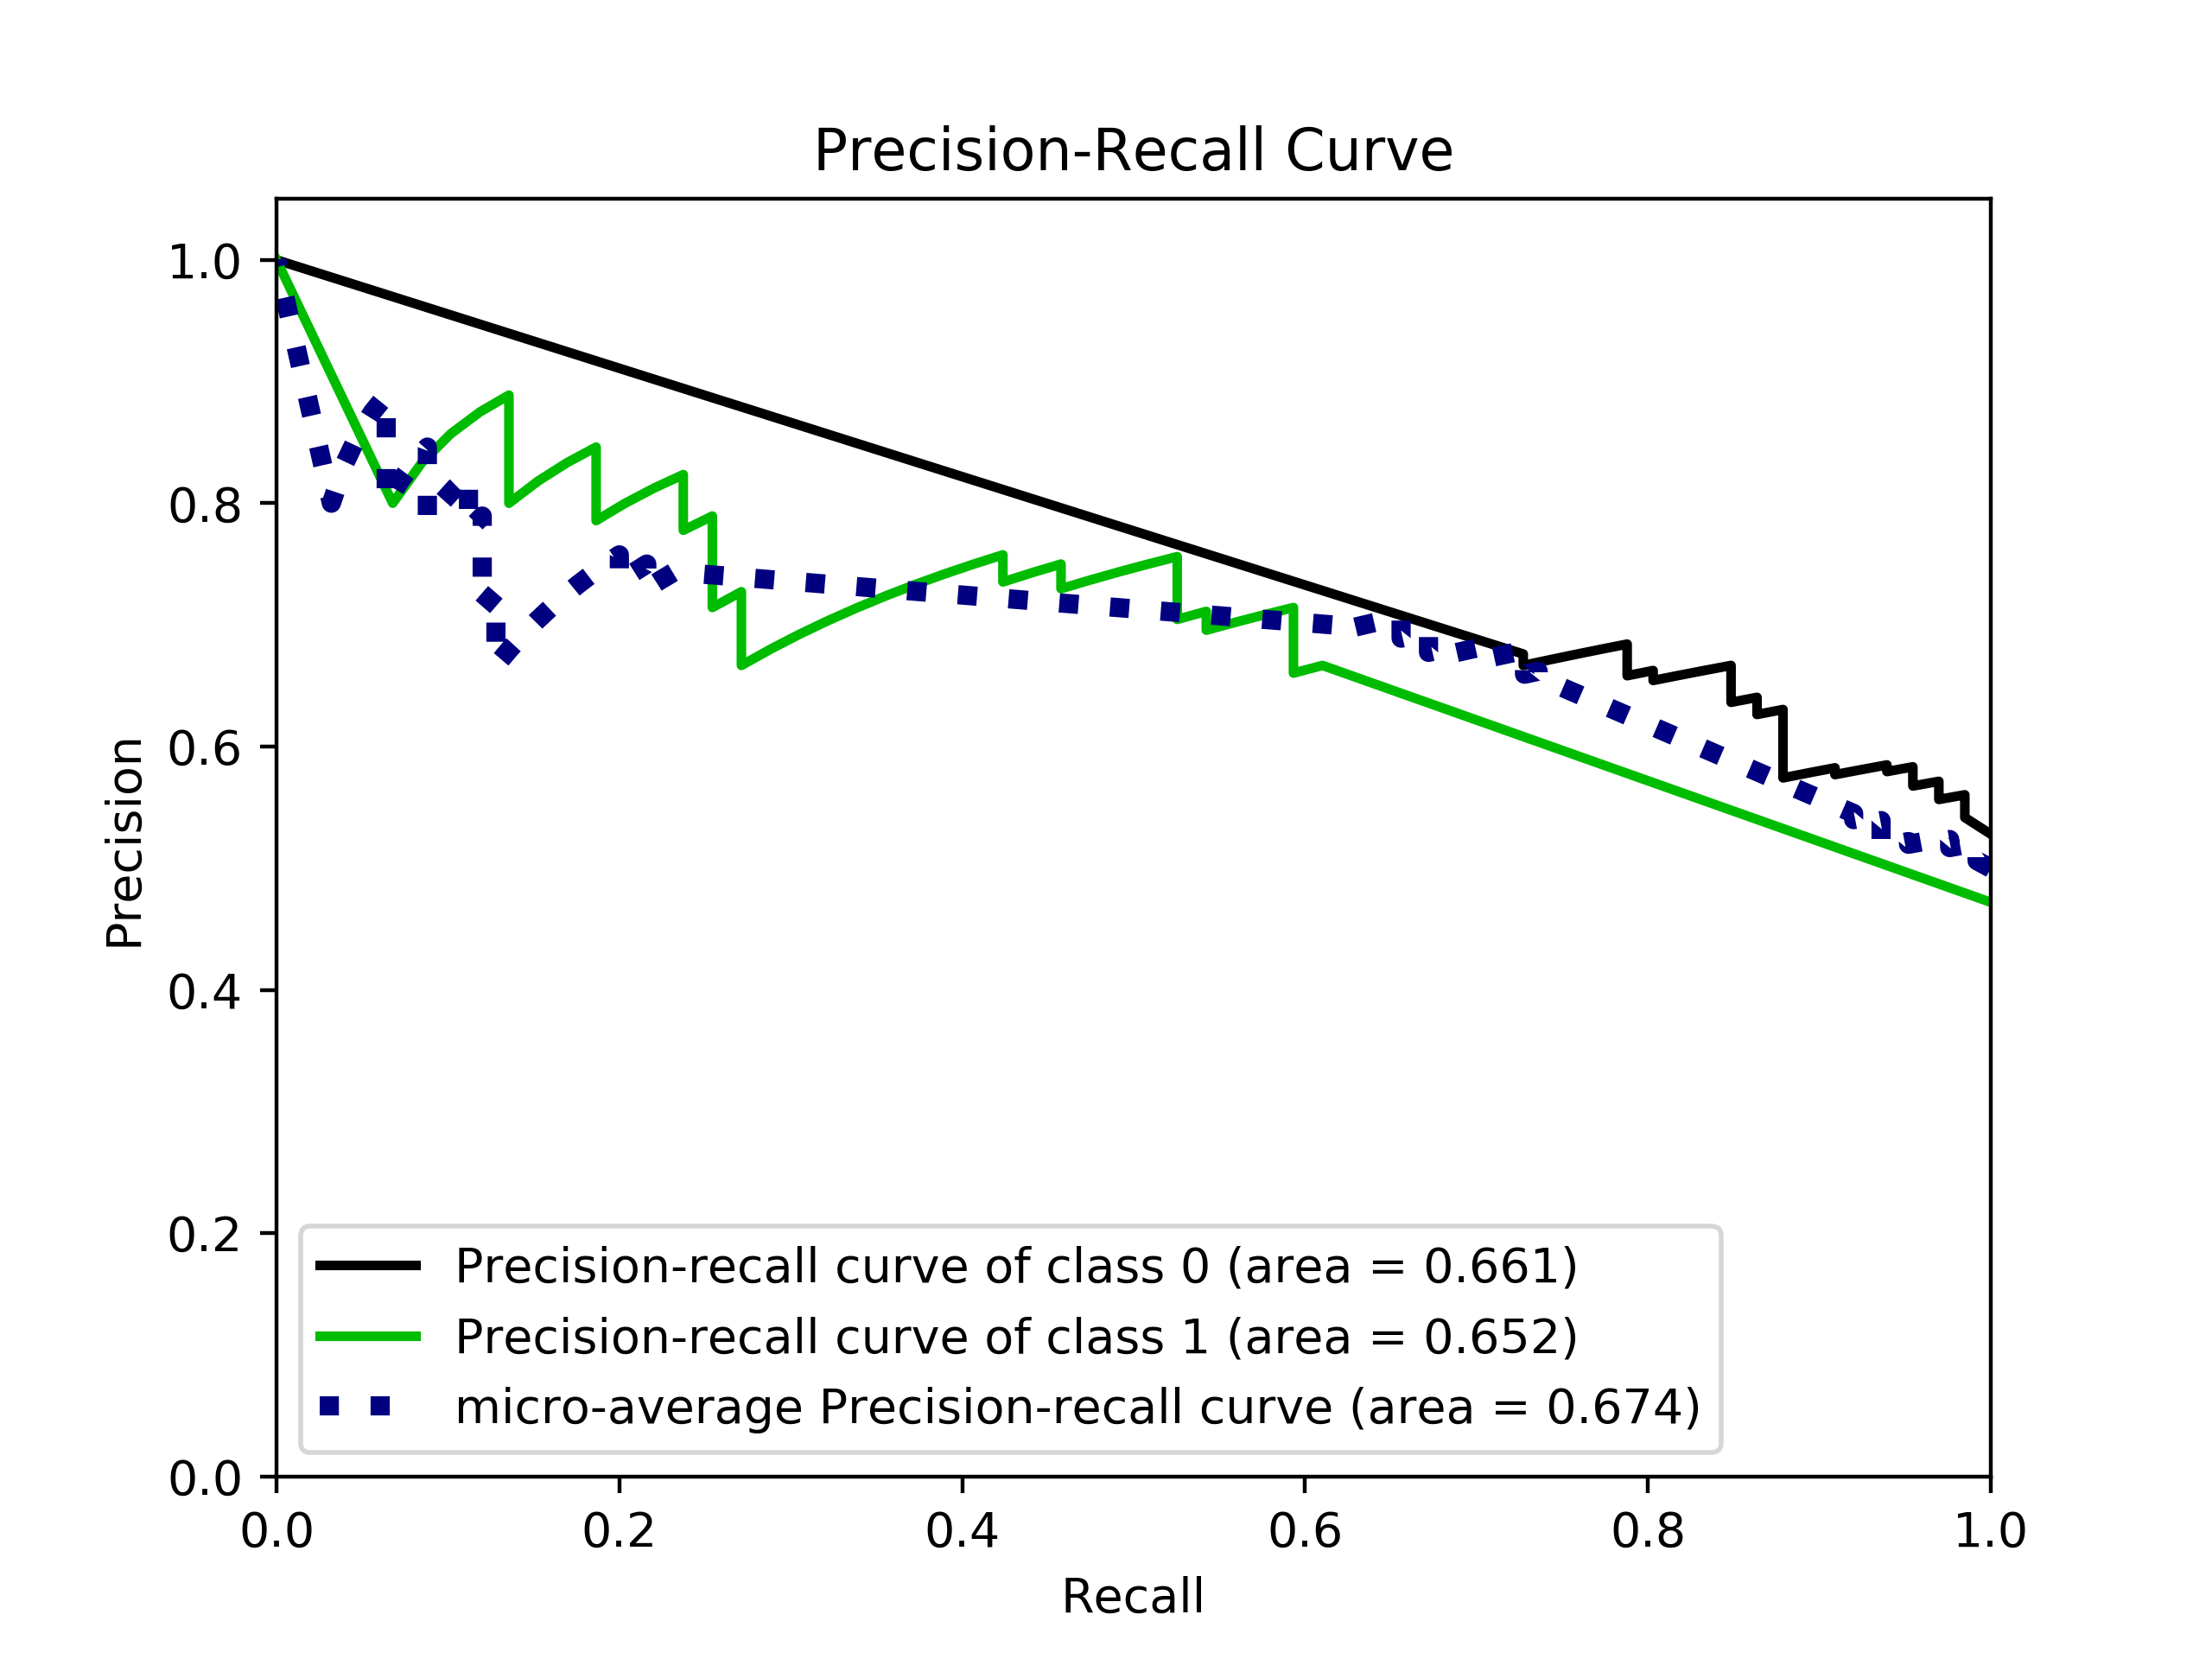 Precision-Recall Curve
1.0
0.8
0.6
0.4
0.2
0.0
Precision
Precision-recall curve of class 0 (area = 0.661)
Precision-recall curve of class 1 (area = 0.652)
micro-average Precision-recall curve (area = 0.674)
0.0 0.2 0.4 0.6 0.8 1.0
Recall